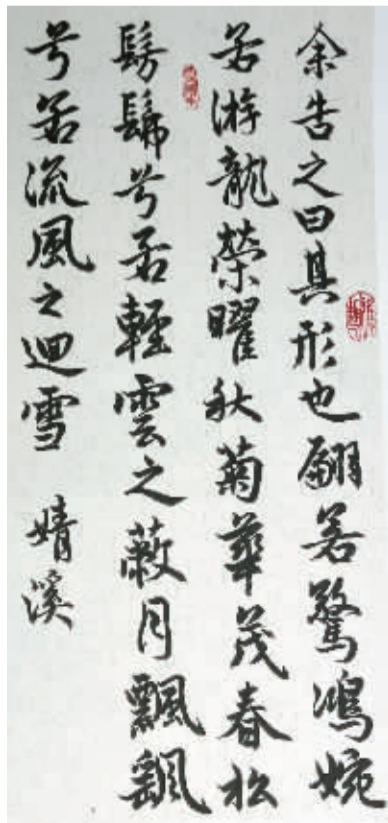 余告之曰其形也翩若驚鴻婉
若游龍榮曜秋菊華茂春松
髣髴兮若輕雲之蔽月飄颻
兮若流風之迴雪 婧溪